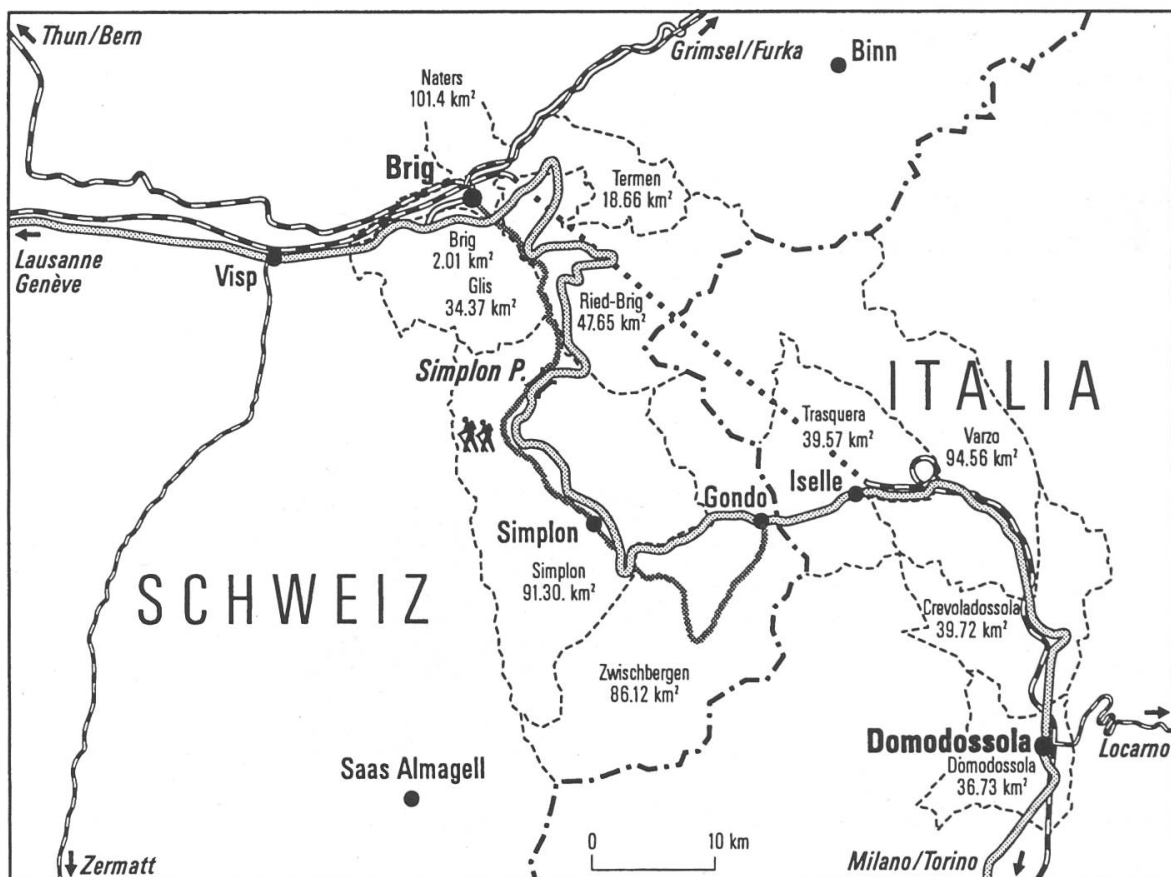 Thun/Bern
Grimsel/Furka
Binn
Naters
101.4 km²
Brig
Termen
18.66 km²
Lausanne
Genève
Visp
Brig
2.01 km²
Glis
34.37 km²
Ried-Brig
47.65 km²
Simplon P.
ITALIA
Trasquera
39.57 km²
Varzo
94.56 km²
Iselle
Gondo
Simplon
Simplon
91.30. km²
SCHWEIZ
Crevoladossola
39.72 km²
Zwischbergen
86.12 km²
Domodossola
Domodossola
36.73 km²
Locarno
Saas Almagell
0 10 km
Zermatt
Milano/Torino